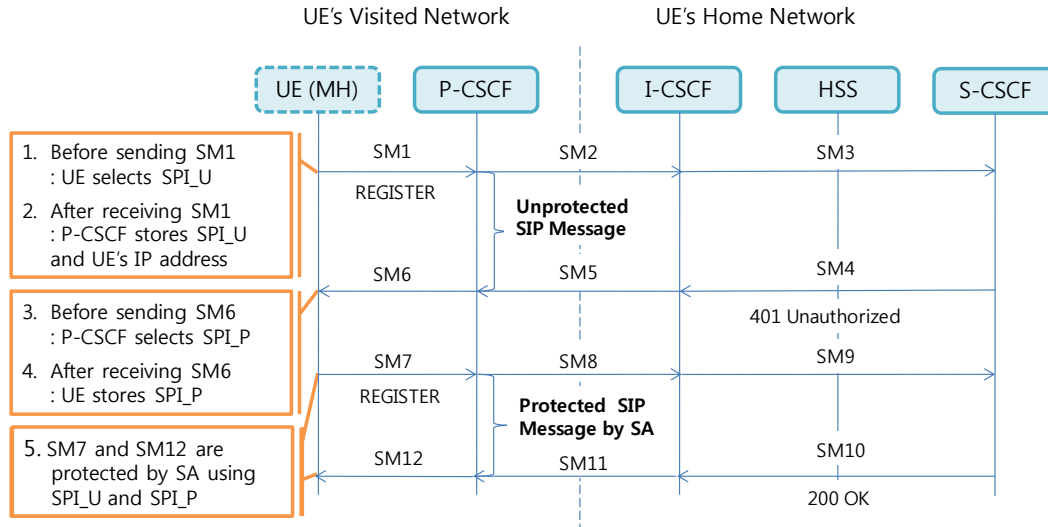 UE's Visited Network
UE's Home Network
UE (MH)
P-CSCF
I-CSCF
HSS
S-CSCF
1. Before sending SM1
: UE selects SPI_U
2. After receiving SM1
: P-CSCF stores SPI_U
and UE's IP address
SM1
SM2
SM3
REGISTER
Unprotected
SIP Message
SM6
SM5
SM4
401 Unauthorized
3. Before sending SM6
: P-CSCF selects SPI_P
4. After receiving SM6
: UE stores SPI_P
SM7
SM8
SM9
REGISTER
Protected SIP
Message by SA
5. SM7 and SM12 are
protected by SA using
SPI_U and SPI_P
SM12
SM11
SM10
200 OK